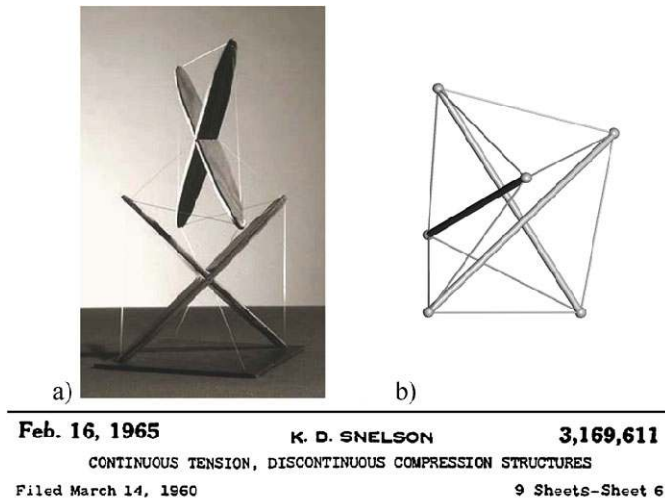 a)
b)
Feb. 16, 1965 K. D. SNELSON 3,169,611
CONTINUOUS TENSION, DISCONTINUOUS COMPRESSION STRUCTURES
Filed March 14, 1960 9 Sheets-Sheet 6